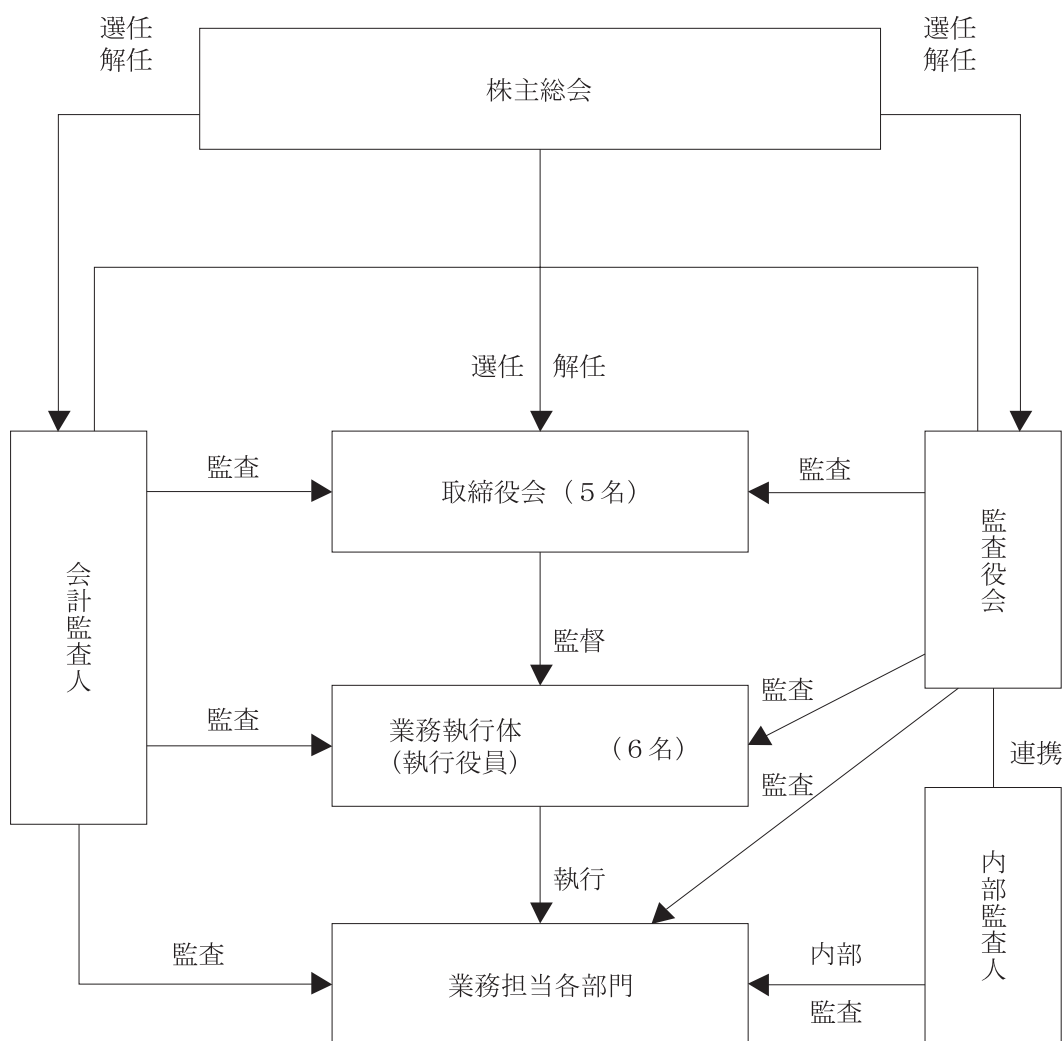 選任
解任
選任
解任
株主総会
選任
解任
監査
監査
取締役会（５名）
会計監査人
監査役会
監督
監査
監査
業務執行体
(執行役員)
（６名）
連携
監査
執行
内部監査人
監査
内部
監査
業務担当各部門